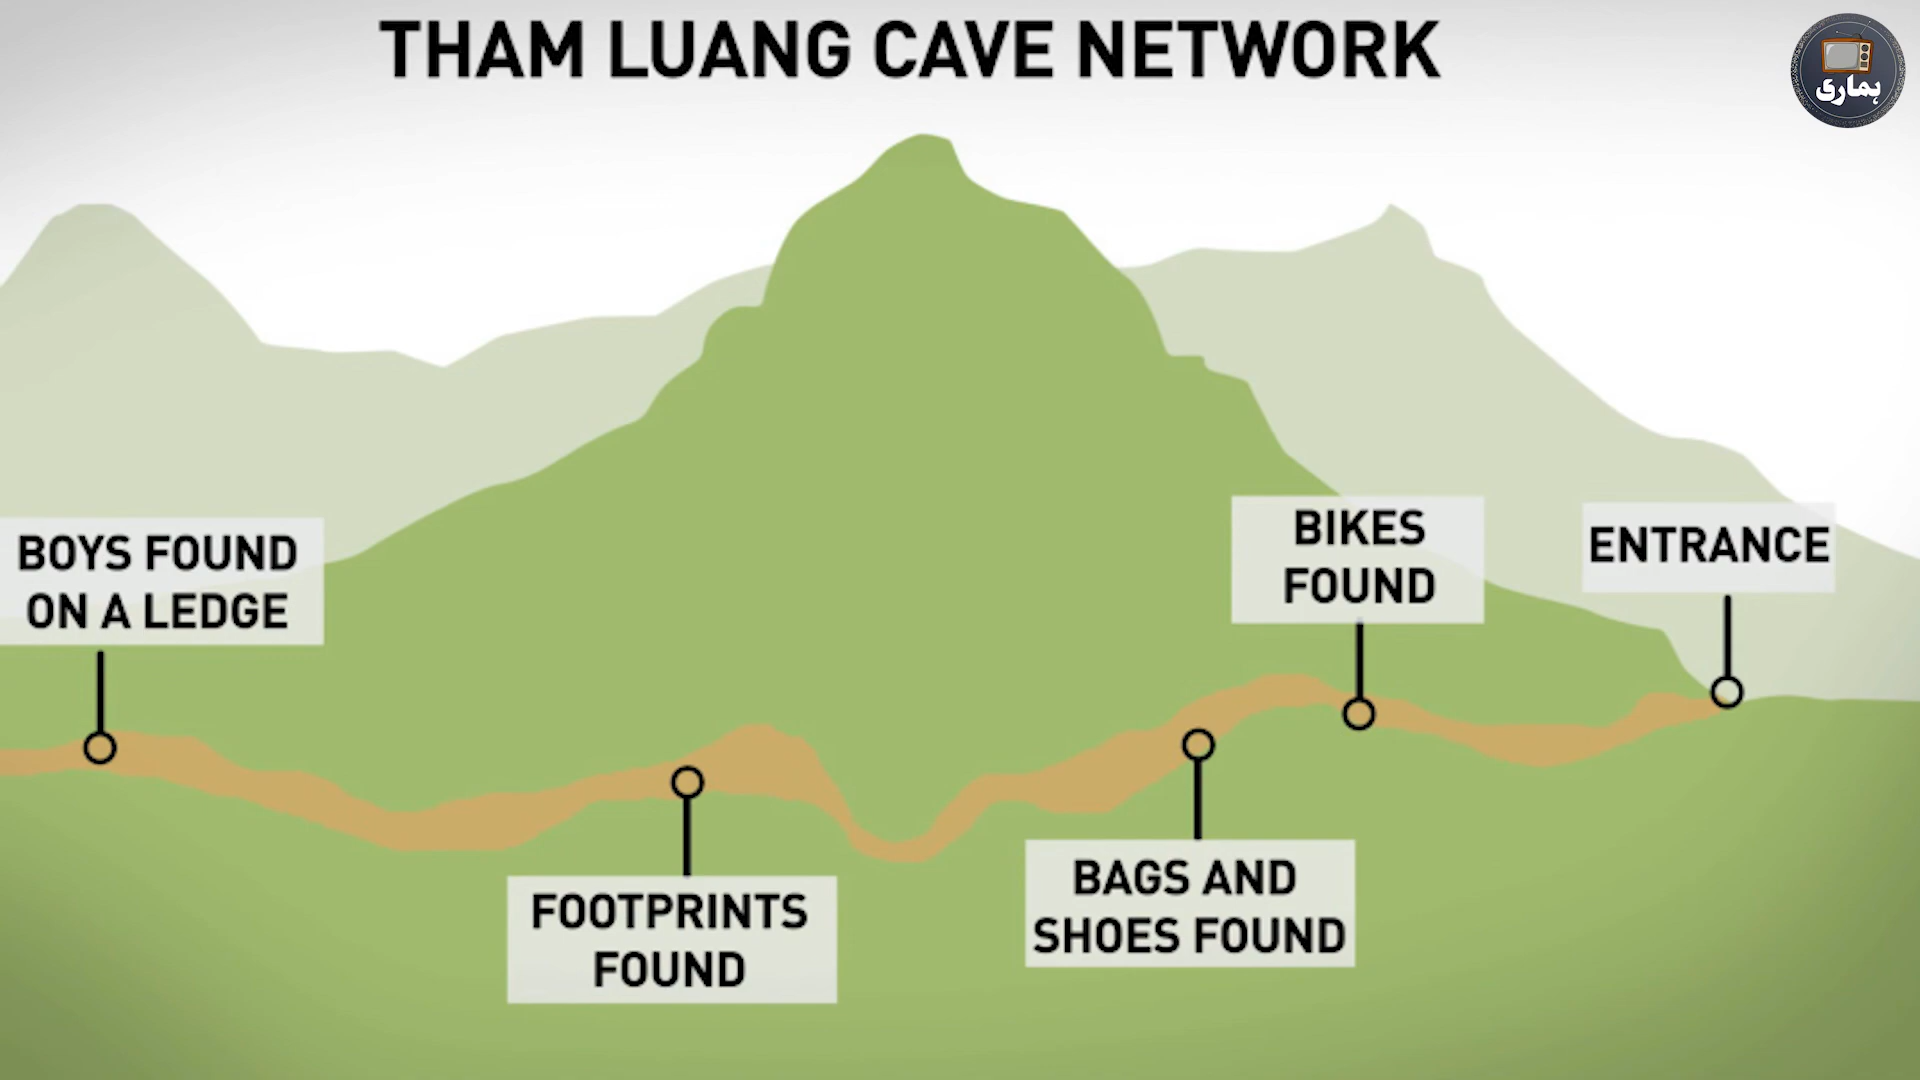 THAM LUANG CAVE NETWORK
ہماری
BOYS FOUND
ON A LEDGE
BIKES
FOUND
ENTRANCE
FOOTPRINTS
FOUND
BAGS AND
SHOES FOUND